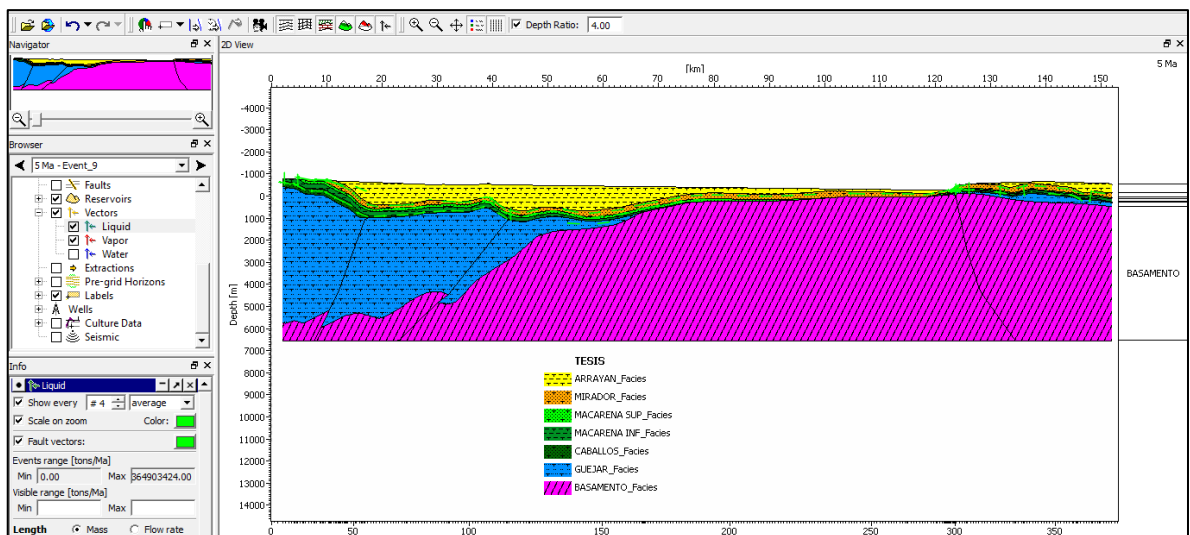 Depth Ratio: 4.00
Navigator
2D View
5 Ma
[km]
0 10 20 30 40 50 60 70 80 90 100 110 120 130 140 150
Browser
5 Ma - Event_9
Faults
Reservoirs
Vectors
Liquid
Vapor
Water
Extractions
Pre-grid Horizons
Labels
Wells
Culture Data
Seismic
Info
Liquid
Show every # 4 average
Scale on zoom Color:
Fault vectors:
Events range [tons/Ma]
Min 0.00 Max 364903424.00
Visible range [tons/Ma]
Min Max
Length Mass Flow rate
Depth [m]
-4000
-3000
-2000
-1000
0
1000
2000
3000
4000
5000
6000
7000
8000
9000
10000
11000
12000
13000
14000
BASAMENTO
TESIS
ARRAYAN_Facies
MIRADOR_Facies
MACARENA SUP_Facies
MACARENA INF_Facies
CABALLOS_Facies
GUEJAR_Facies
BASAMENTO_Facies
0 50 100 150 200 250 300 350